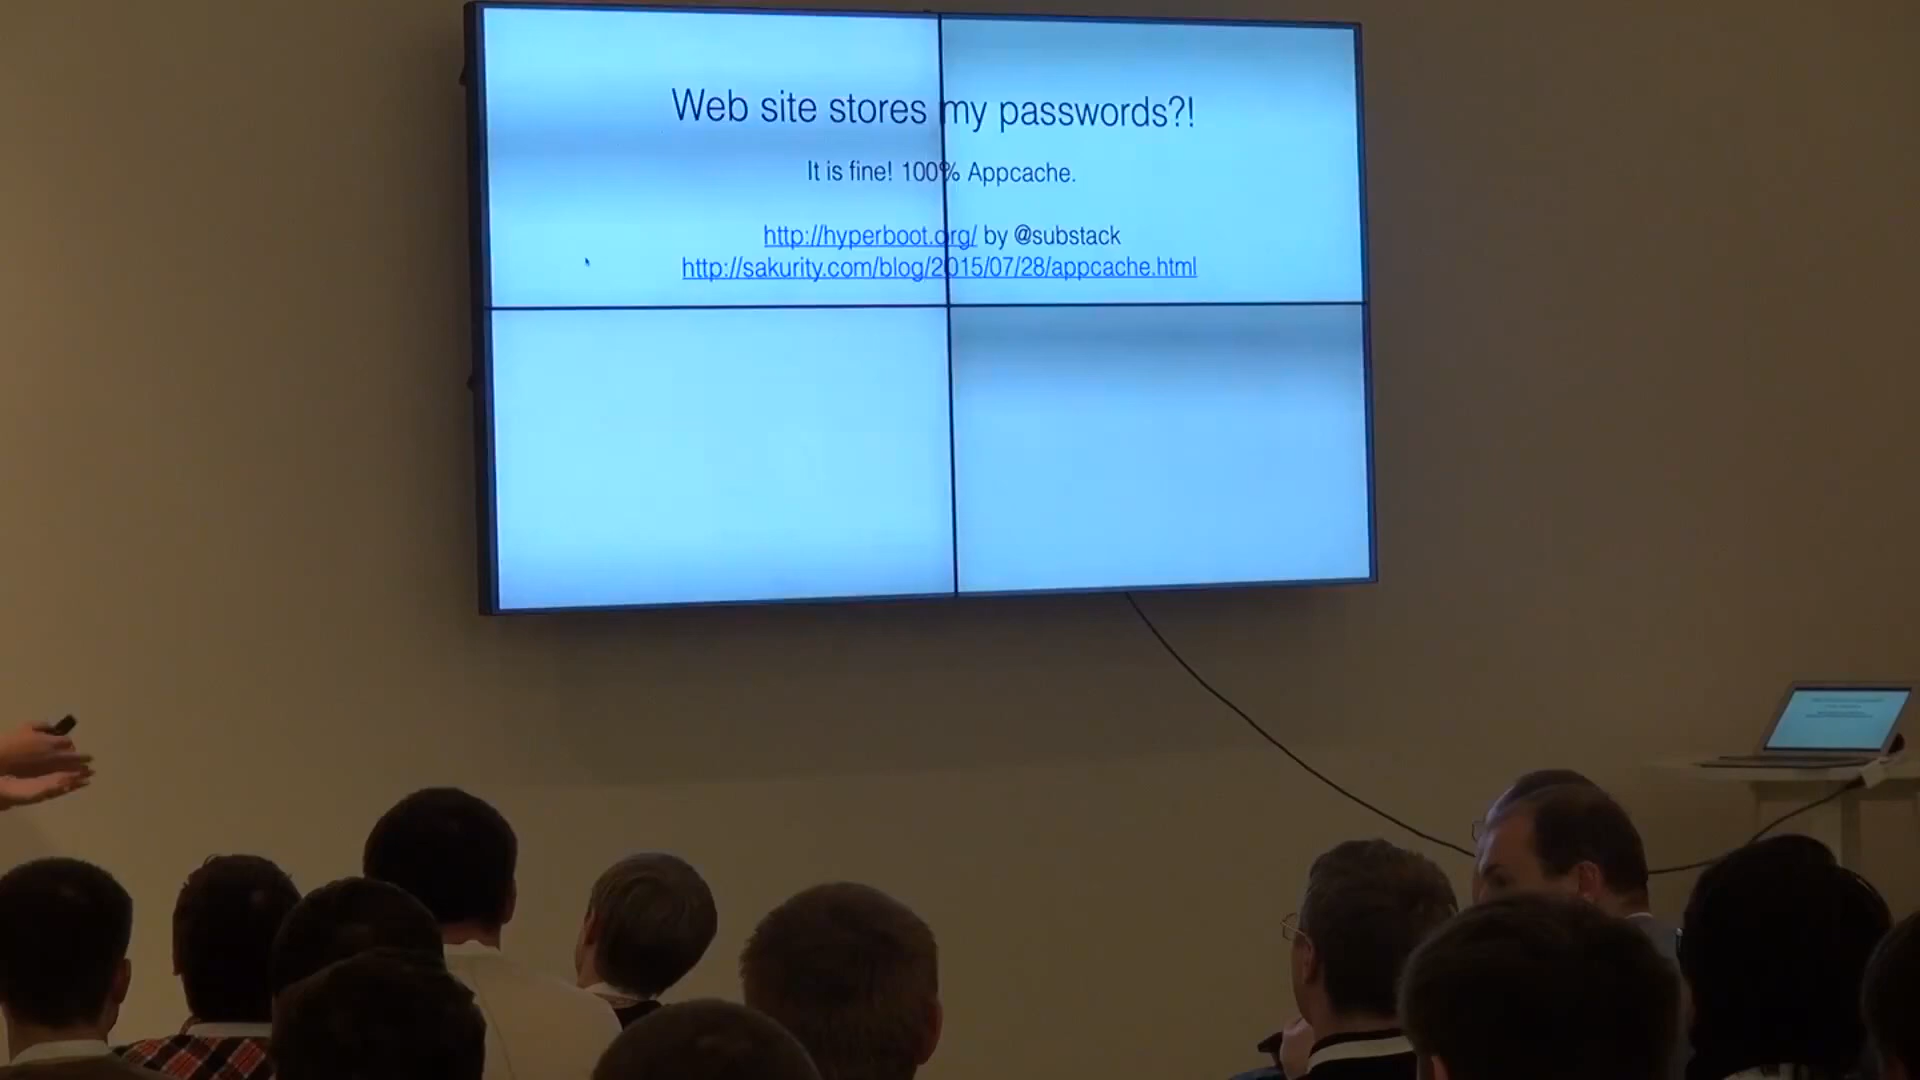 Web site stores my passwords?!
It is fine! 100% Appcache.
http://hyperboot.org/ by @substack
http://sakurity.com/blog/2015/07/28/appcache.html